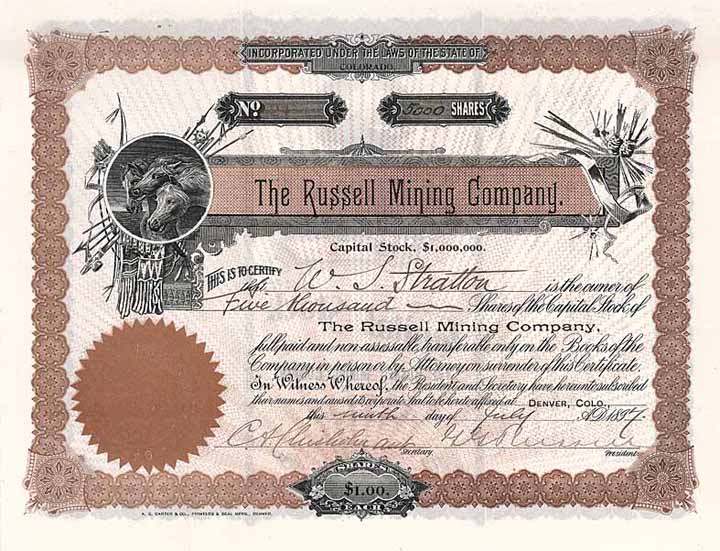 INCORPORATED UNDER THE LAWS OF THE STATE OF
COLORADO.
No 5000 SHARES
The Russell Mining Company.
Capital Stock, $1,000,000.
THIS IS TO CERTIFY that W. S. Stratton is the owner of
Five thousand Shares of the Capital Stock of
The Russell Mining Company,
full paid and non-assessable, transferable only on the Books of the
Company in person or by Attorney on surrender of this Certificate.
In Witness Whereof, the President and Secretary have hereunto subscribed
their names and caused its corporate Seal to be hereto affixed at DENVER, COLO.,
this ninth day of July A.D. 1897.
Secretary. President.
SHARES
$1.00.
EACH